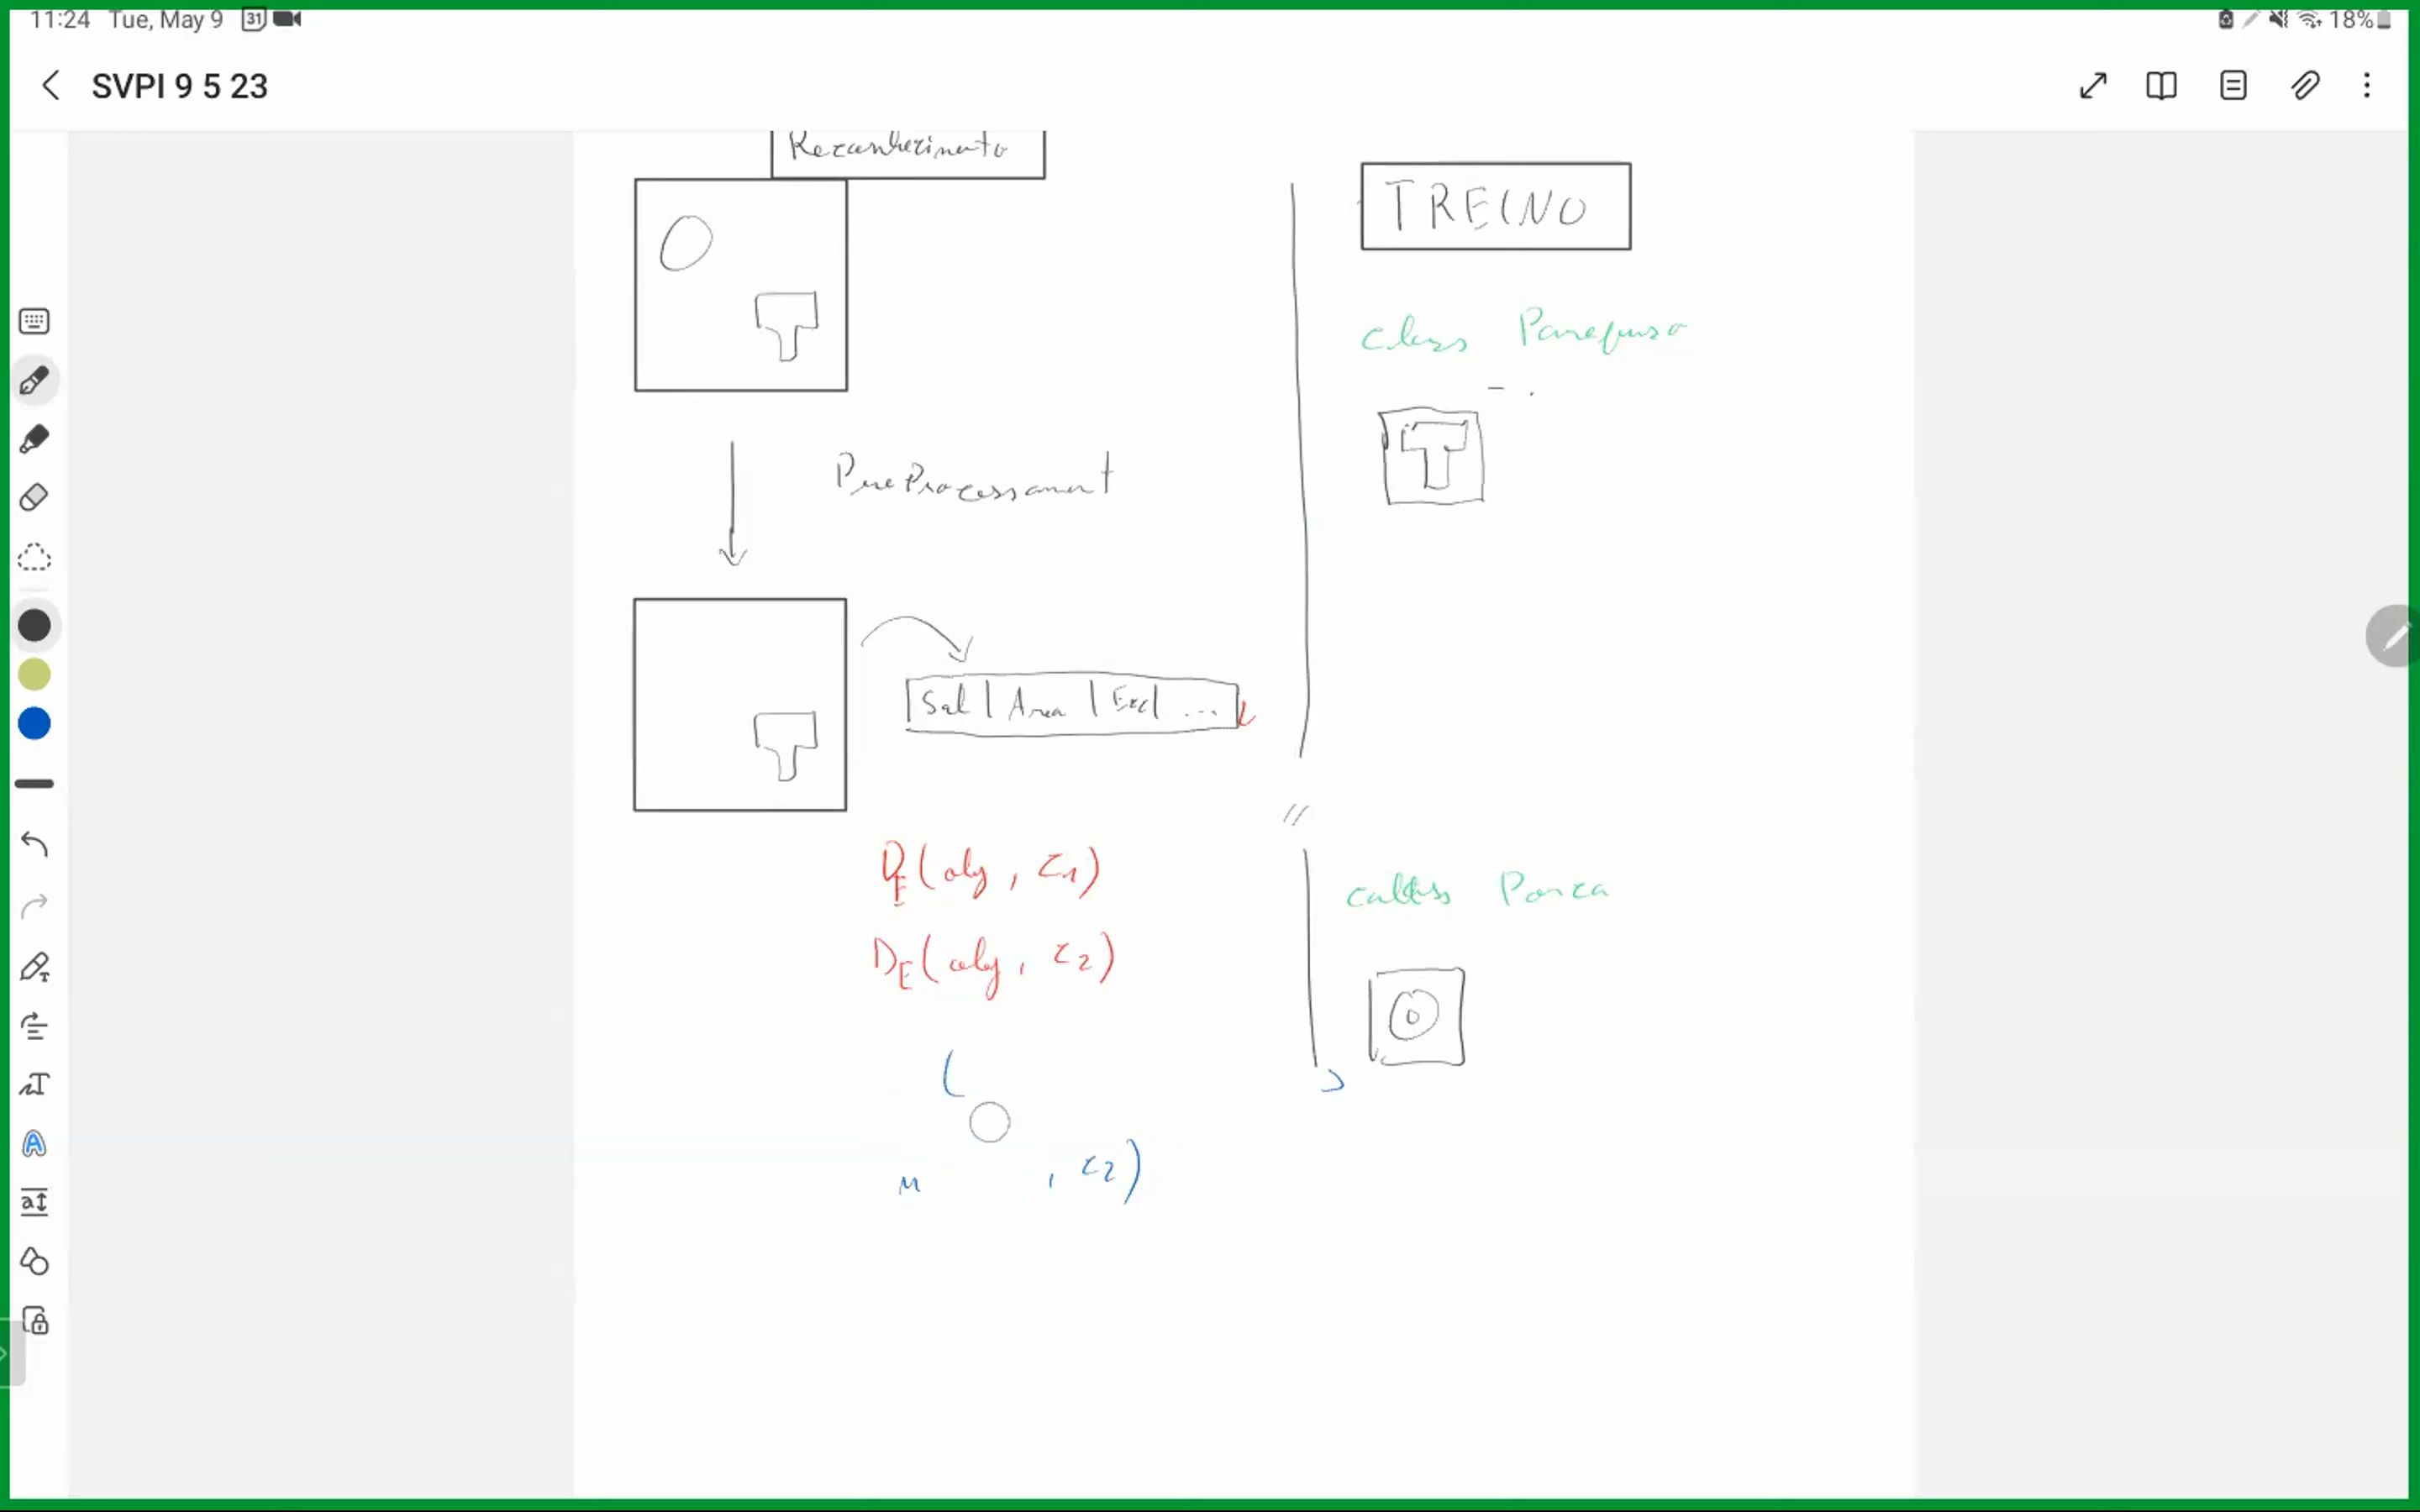 11:24 Tue, May 9 31 18%
SVPI 9 5 23
Reconhecimento
TREINO
class Parafuso
PreProcessament
Sol | Area | Exc | ...
//
DE(obj, C1)
class Porca
DE(obj, C2)
(
M , C2)